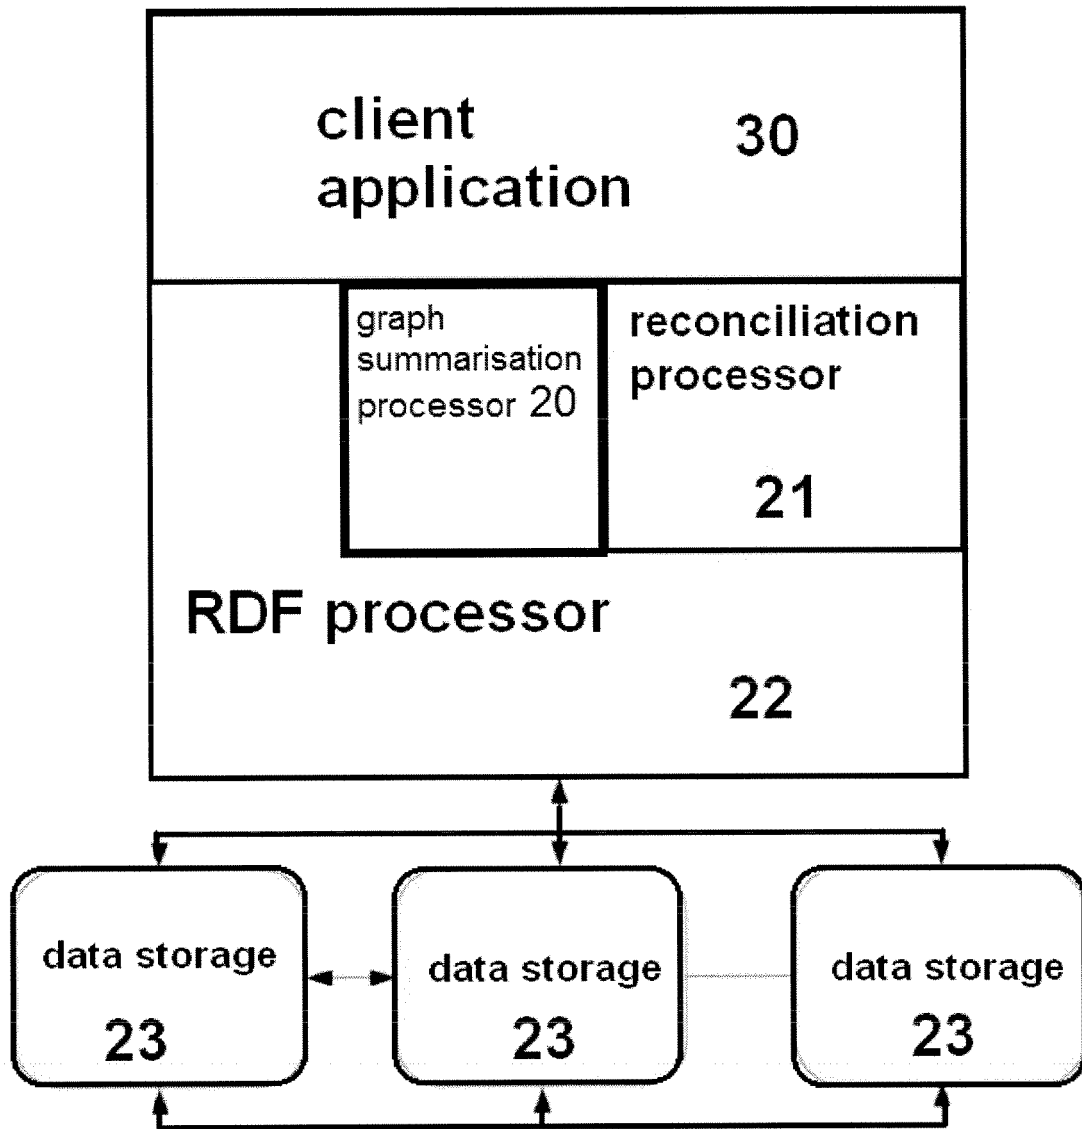 client
application
30
graph
summarisation
processor 20
reconciliation
processor
21
RDF processor
22
data storage
23
data storage
23
data storage
23